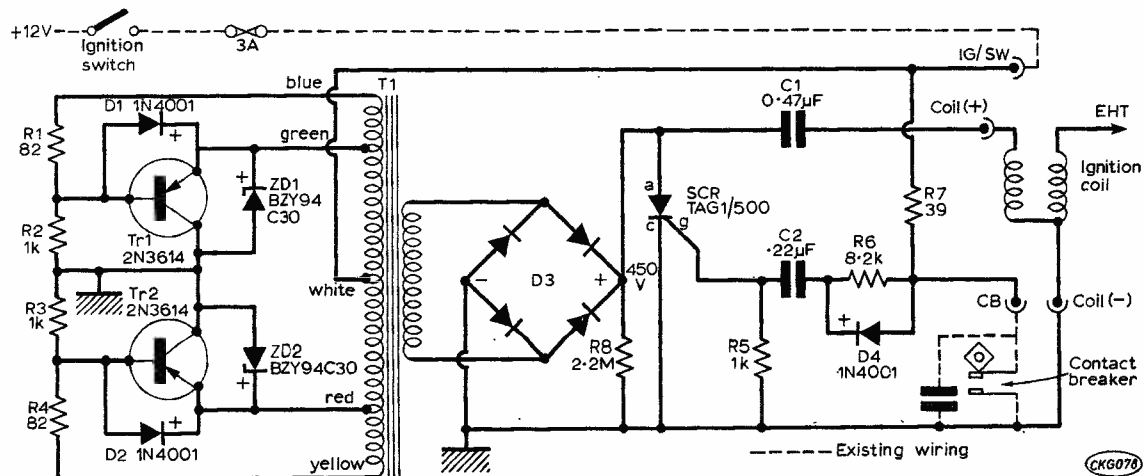 +12V
Ignition
switch
3A
IG/SW
blue
T1
D1 1N4001
+
R1
82
green
ZD1
BZY94
C30
+
R2
1k
Tr1
2N3614
white
Tr2
2N3614
R3
1k
ZD2
BZY94C30
+
R4
82
red
+
D2 1N4001
yellow
-
D3
+
450
V
R8
2·2M
C1
0·47µF
a
SCR
TAG1/500
c
g
C2
·22µF
R6
8·2k
R5
1k
+
D4
1N4001
R7
39
Coil (+)
EHT
Ignition
coil
CB
Coil (-)
Contact
breaker
Existing wiring
CKG076